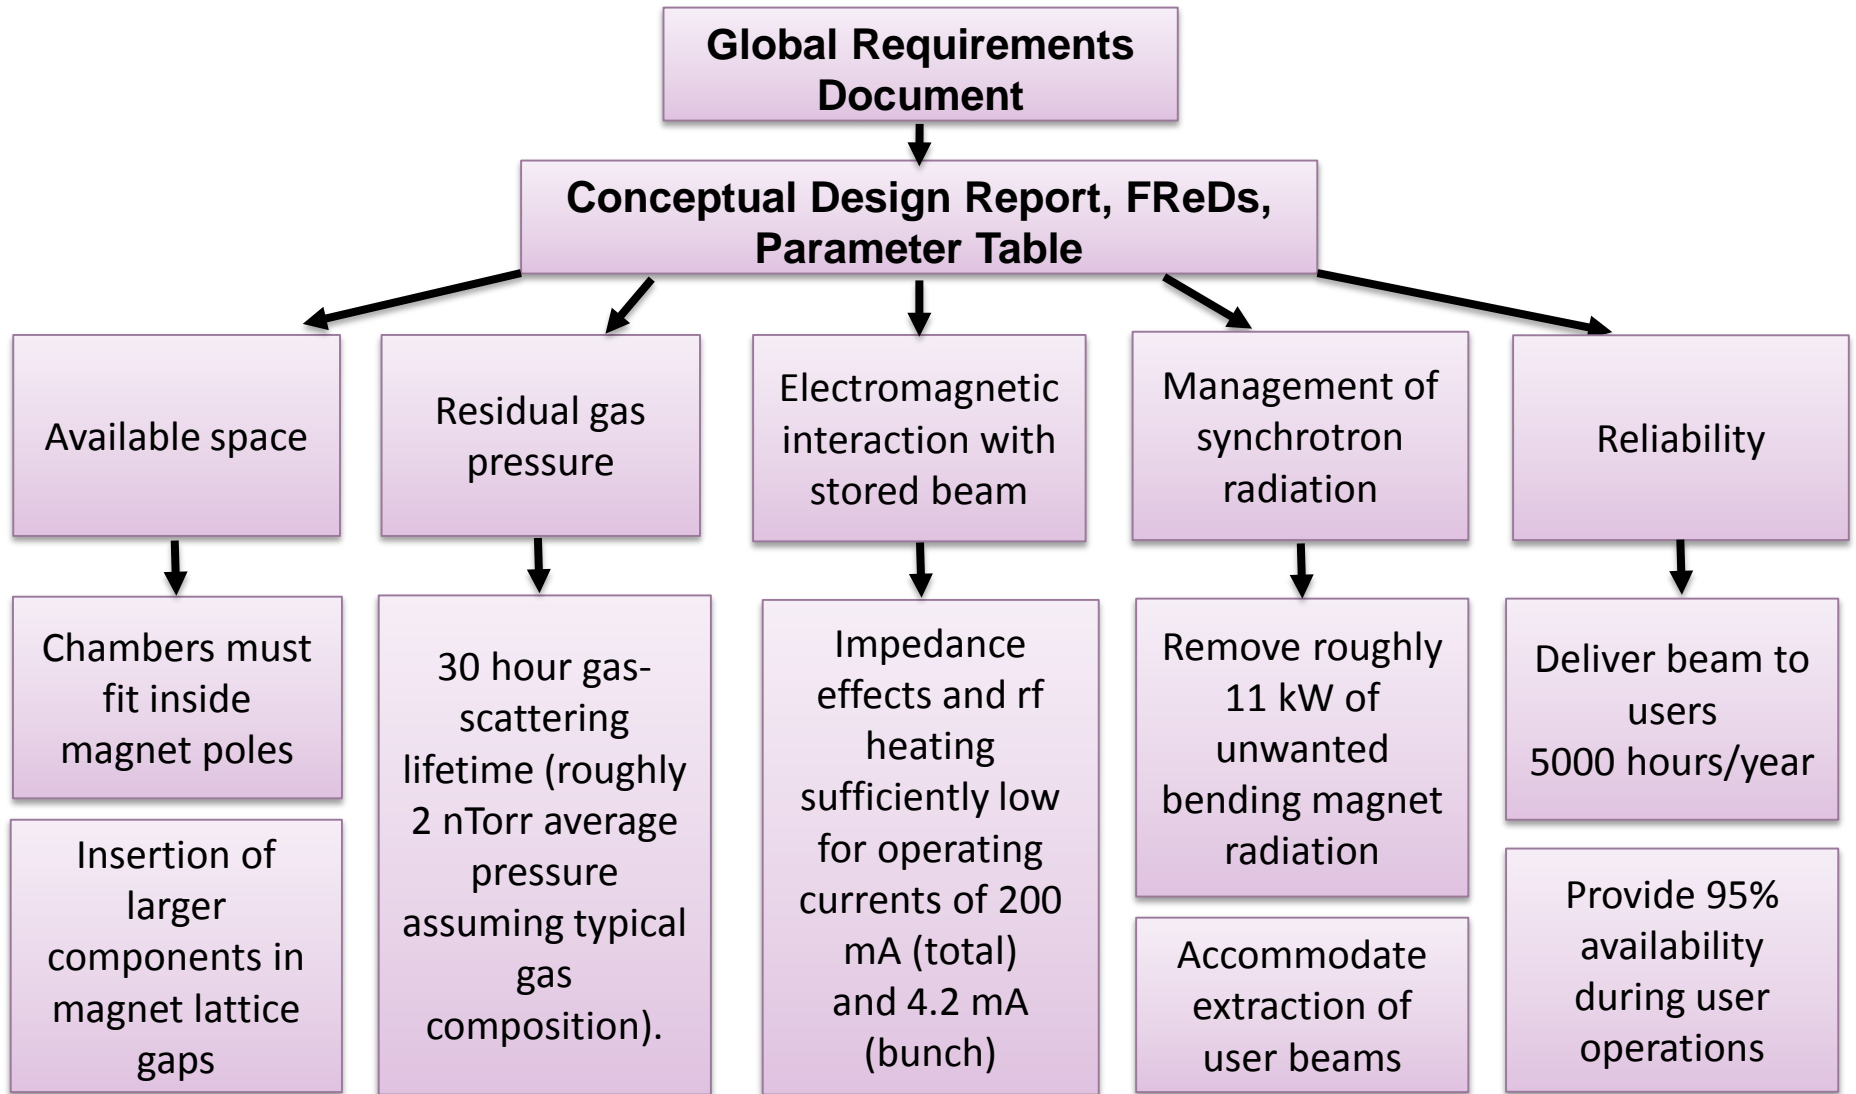 Global Requirements
Document
Conceptual Design Report, FReDs,
Parameter Table
Available space
Residual gas
pressure
Electromagnetic
interaction with
stored beam
Management of
synchrotron
radiation
Reliability
Chambers must
fit inside
magnet poles
Insertion of
larger
components in
magnet lattice
gaps
30 hour gas-
scattering
lifetime (roughly
2 nTorr average
pressure
assuming typical
gas
composition).
Impedance
effects and rf
heating
sufficiently low
for operating
currents of 200
mA (total)
and 4.2 mA
(bunch)
Remove roughly
11 kW of
unwanted
bending magnet
radiation
Accommodate
extraction of
user beams
Deliver beam to
users
5000 hours/year
Provide 95%
availability
during user
operations